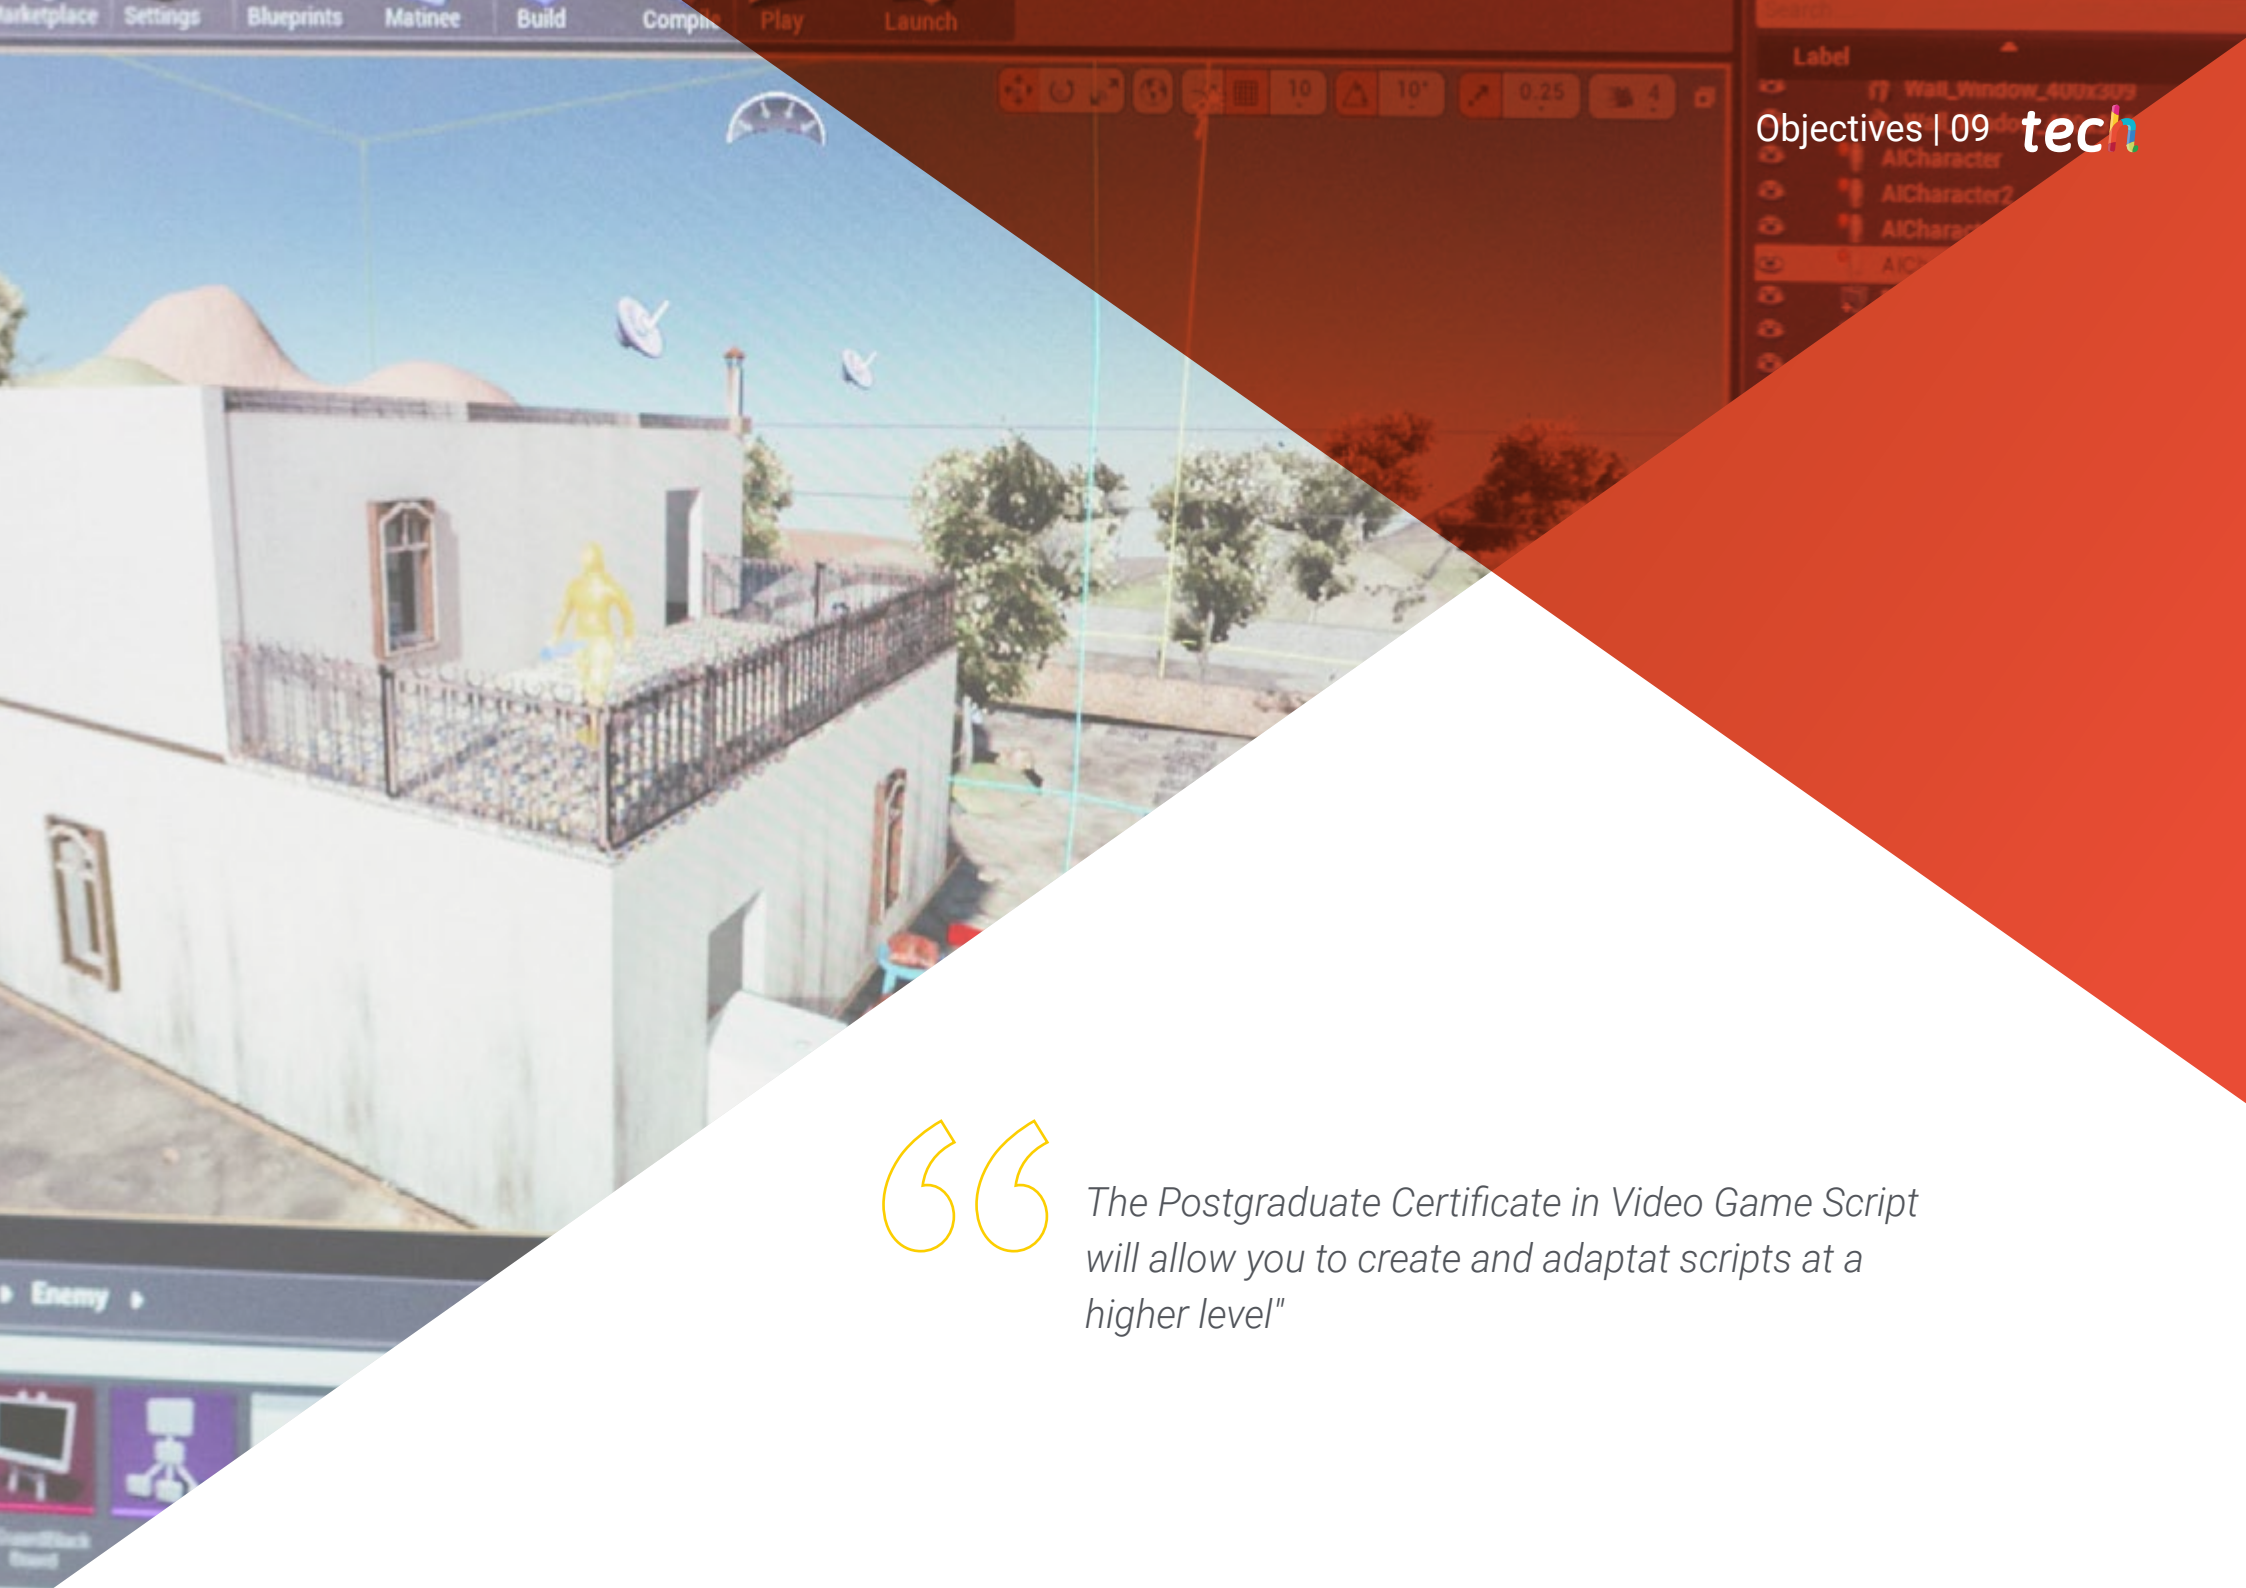 Settings Blueprints Matinee Build Compile Play Launch
Label
10 10° 0.25 4
Wall_Window_400x309
Objectives | 09 tech
AICharacter
AICharacter2
The Postgraduate Certificate in Video Game Script
will allow you to create and adaptat scripts at a
higher level"
Enemy